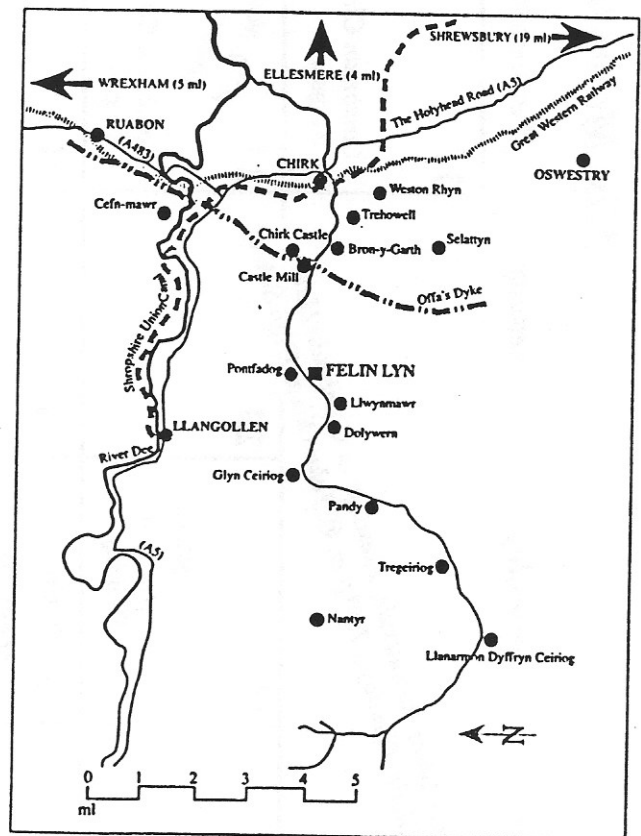 SHREWSBURY (19 ml)
ELLESMERE (4 ml)
WREXHAM (5 ml)
The Holyhead Road (A5)
Great Western Railway
RUABON
(A483)
CHIRK
OSWESTRY
Weston Rhyn
Cefn-mawr
Trehowell
Chirk Castle
Bron-y-Garth
Selattyn
Castle Mill
Offa's Dyke
Shropshire Union Canal
Pontfadog
FELIN LYN
Llwynmawr
LLANGOLLEN
Dolywern
River Dee
Glyn Ceiriog
Pandy
(A5)
Tregeiriog
Nantyr
Llanarmon Dyffryn Ceiriog
N
0 1 2 3 4 5
ml